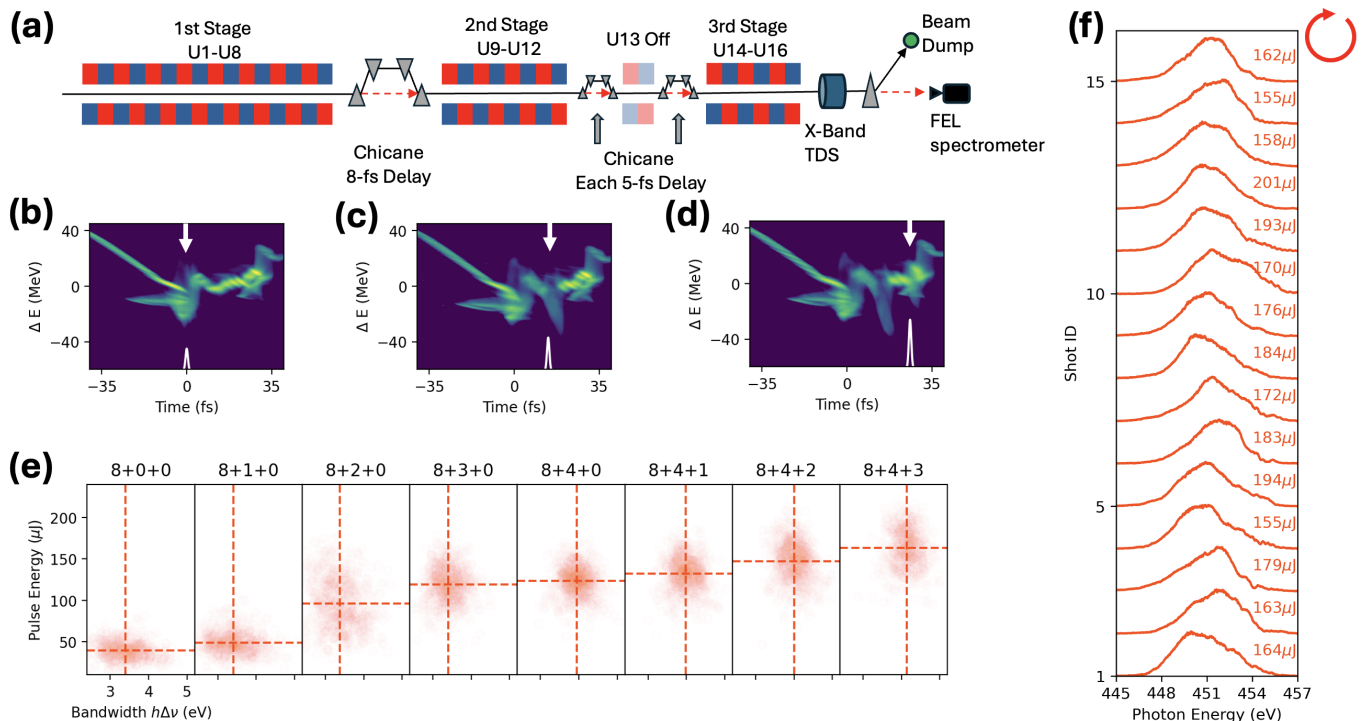 (a)
1st Stage
U1-U8
2nd Stage
U9-U12
U13 Off
3rd Stage
U14-U16
Beam
Dump
Chicane
8-fs Delay
Chicane
Each 5-fs Delay
X-Band
TDS
FEL
spectrometer
(b)
40
0
−40
Δ E (MeV)
−35 0 35
Time (fs)
(c)
40
0
−40
Δ E (MeV)
−35 0 35
Time (fs)
(d)
40
0
−40
Δ E (MeV)
−35 0 35
Time (fs)
(e)
8+0+0 8+1+0 8+2+0 8+3+0 8+4+0 8+4+1 8+4+2 8+4+3
200
150
100
50
Pulse Energy (μJ)
3 4 5
Bandwidth hΔν (eV)
(f)
162μJ
15
155μJ
158μJ
201μJ
193μJ
170μJ
10
176μJ
184μJ
172μJ
183μJ
194μJ
5
155μJ
179μJ
163μJ
164μJ
1
Shot ID
445 448 451 454 457
Photon Energy (eV)